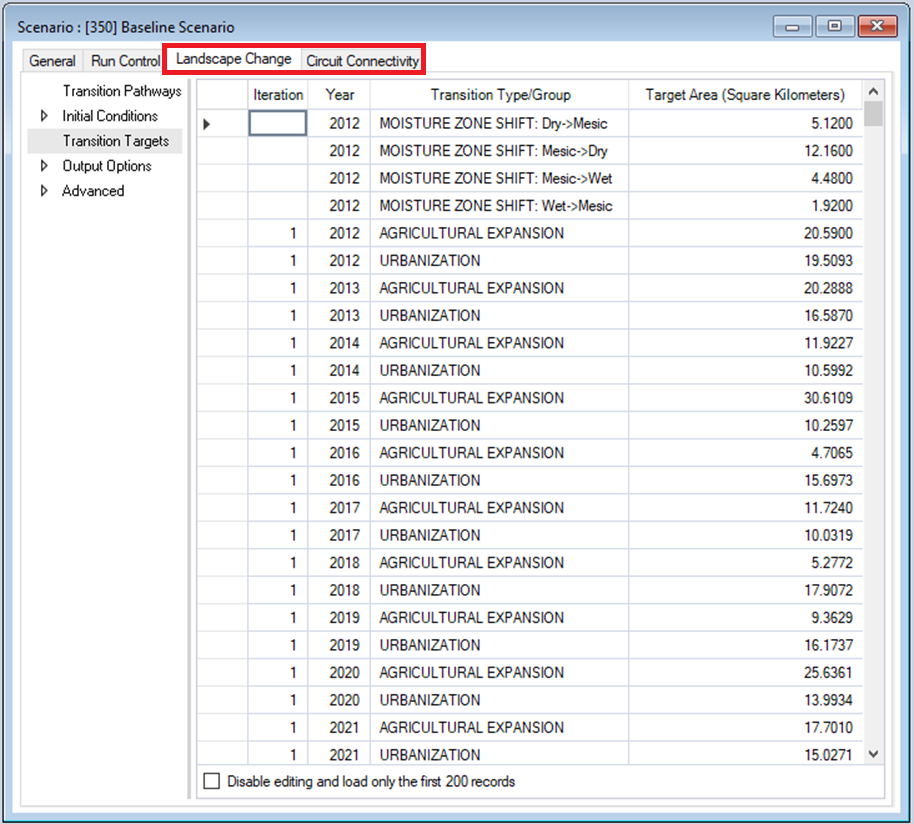 Scenario : [350] Baseline Scenario
General Run Control Landscape Change Circuit Connectivity
Transition Pathways
Initial Conditions
Transition Targets
Output Options
Advanced
Iteration Year Transition Type/Group Target Area (Square Kilometers)
2012 MOISTURE ZONE SHIFT: Dry->Mesic 5.1200
2012 MOISTURE ZONE SHIFT: Mesic->Dry 12.1600
2012 MOISTURE ZONE SHIFT: Mesic->Wet 4.4800
2012 MOISTURE ZONE SHIFT: Wet->Mesic 1.9200
1 2012 AGRICULTURAL EXPANSION 20.5900
1 2012 URBANIZATION 19.5093
1 2013 AGRICULTURAL EXPANSION 20.2888
1 2013 URBANIZATION 16.5870
1 2014 AGRICULTURAL EXPANSION 11.9227
1 2014 URBANIZATION 10.5992
1 2015 AGRICULTURAL EXPANSION 30.6109
1 2015 URBANIZATION 10.2597
1 2016 AGRICULTURAL EXPANSION 4.7065
1 2016 URBANIZATION 15.6973
1 2017 AGRICULTURAL EXPANSION 11.7240
1 2017 URBANIZATION 10.0319
1 2018 AGRICULTURAL EXPANSION 5.2772
1 2018 URBANIZATION 17.9072
1 2019 AGRICULTURAL EXPANSION 9.3629
1 2019 URBANIZATION 16.1737
1 2020 AGRICULTURAL EXPANSION 25.6361
1 2020 URBANIZATION 13.9934
1 2021 AGRICULTURAL EXPANSION 17.7010
1 2021 URBANIZATION 15.0271
Disable editing and load only the first 200 records